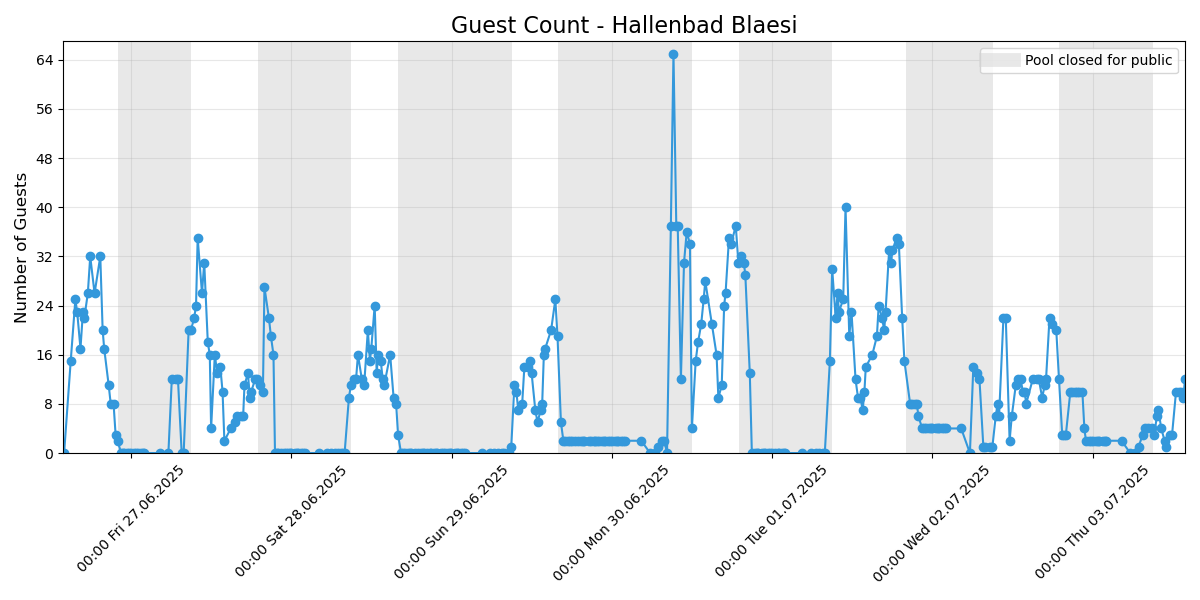 Guest Count - Hallenbad Blaesi
Pool closed for public
Number of Guests
64
56
48
40
32
24
16
8
0
00:00 Fri 27.06.2025
00:00 Sat 28.06.2025
00:00 Sun 29.06.2025
00:00 Mon 30.06.2025
00:00 Tue 01.07.2025
00:00 Wed 02.07.2025
00:00 Thu 03.07.2025